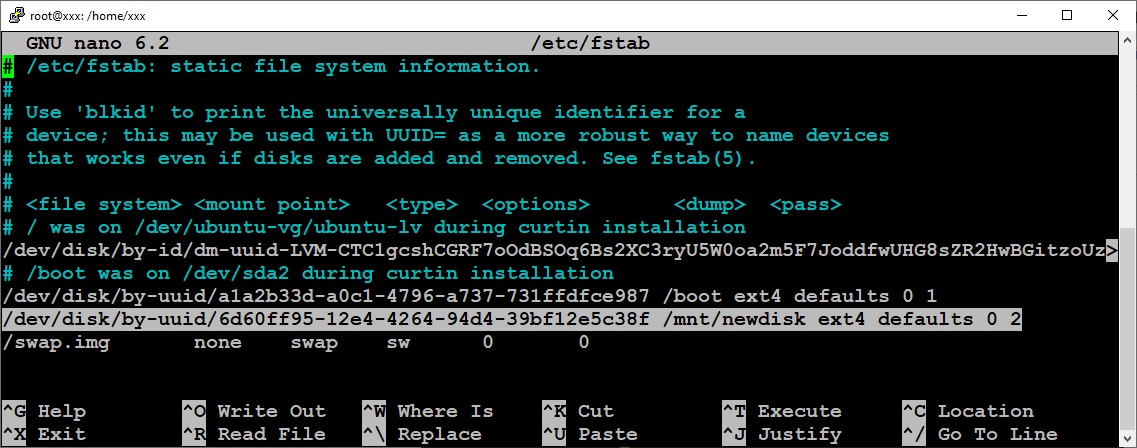 root@xxx: /home/xxx
GNU nano 6.2 /etc/fstab
# /etc/fstab: static file system information.
#
# Use 'blkid' to print the universally unique identifier for a
# device; this may be used with UUID= as a more robust way to name devices
# that works even if disks are added and removed. See fstab(5).
#
# <file system> <mount point> <type> <options> <dump> <pass>
# / was on /dev/ubuntu-vg/ubuntu-lv during curtin installation
/dev/disk/by-id/dm-uuid-LVM-CTC1gcshCGRF7oOdBSOq6Bs2XC3ryU5W0oa2m5F7JoddfwUHG8sZR2HwBGitzoUz>
# /boot was on /dev/sda2 during curtin installation
/dev/disk/by-uuid/a1a2b33d-a0c1-4796-a737-731ffdfce987 /boot ext4 defaults 0 1
/dev/disk/by-uuid/6d60ff95-12e4-4264-94d4-39bf12e5c38f /mnt/newdisk ext4 defaults 0 2
/swap.img none swap sw 0 0
^G Help ^O Write Out ^W Where Is ^K Cut ^T Execute ^C Location
^X Exit ^R Read File ^\ Replace ^U Paste ^J Justify ^/ Go To Line